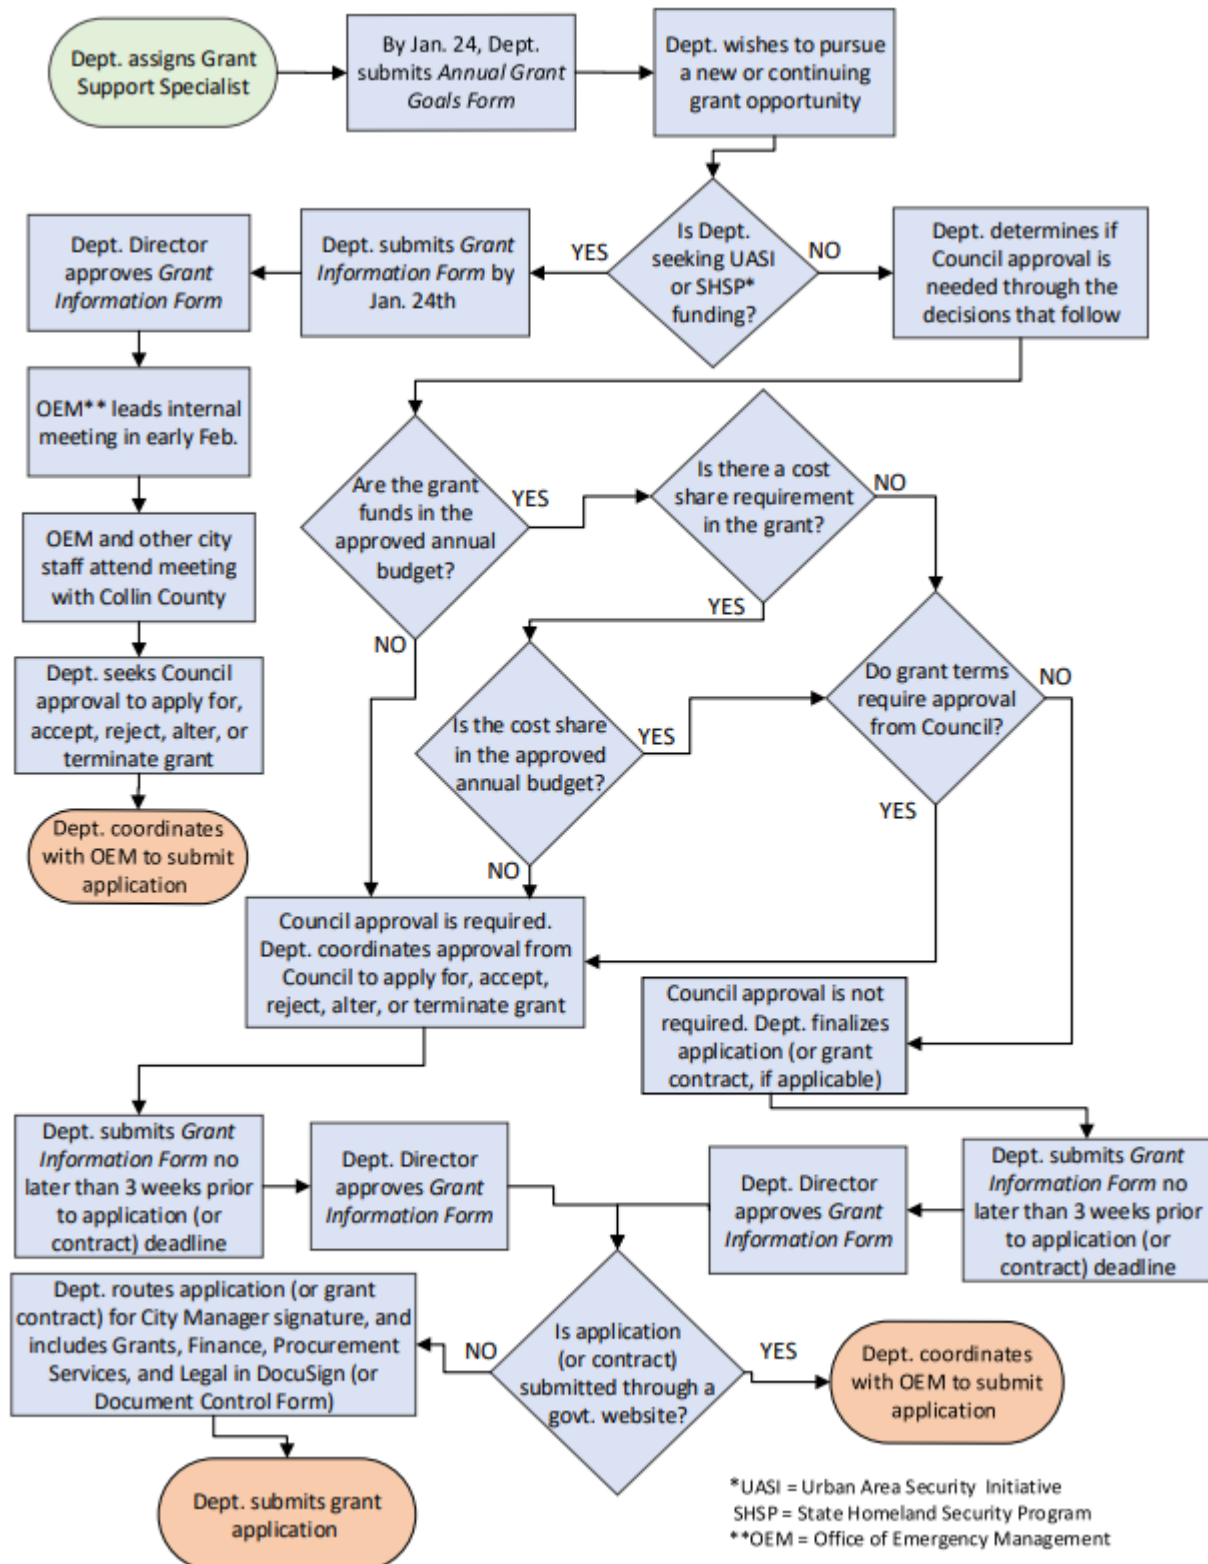 Dept. assigns Grant
Support Specialist
By Jan. 24, Dept.
submits Annual Grant
Goals Form
Dept. wishes to pursue
a new or continuing
grant opportunity
Is Dept.
seeking UASI
or SHSP*
funding?
YES
NO
Dept. submits Grant
Information Form by
Jan. 24th
Dept. Director
approves Grant
Information Form
OEM** leads internal
meeting in early Feb.
OEM and other city
staff attend meeting
with Collin County
Dept. seeks Council
approval to apply for,
accept, reject, alter, or
terminate grant
Dept. coordinates
with OEM to submit
application
Dept. determines if
Council approval is
needed through the
decisions that follow
Are the grant
funds in the
approved annual
budget?
YES
NO
Is there a cost
share requirement
in the grant?
NO
YES
Is the cost share
in the approved
annual budget?
YES
NO
Do grant terms
require approval
from Council?
NO
YES
Council approval is required.
Dept. coordinates approval from
Council to apply for, accept,
reject, alter, or terminate grant
Council approval is not
required. Dept. finalizes
application (or grant
contract, if applicable)
Dept. submits Grant
Information Form no
later than 3 weeks prior
to application (or
contract) deadline
Dept. Director
approves Grant
Information Form
Dept. Director
approves Grant
Information Form
Dept. submits Grant
Information Form no
later than 3 weeks prior
to application (or
contract) deadline
Is application
(or contract)
submitted through a
govt. website?
NO
YES
Dept. routes application (or grant
contract) for City Manager signature, and
includes Grants, Finance, Procurement
Services, and Legal in DocuSign (or
Document Control Form)
Dept. submits grant
application
Dept. coordinates
with OEM to submit
application
*UASI = Urban Area Security Initiative
SHSP = State Homeland Security Program
**OEM = Office of Emergency Management